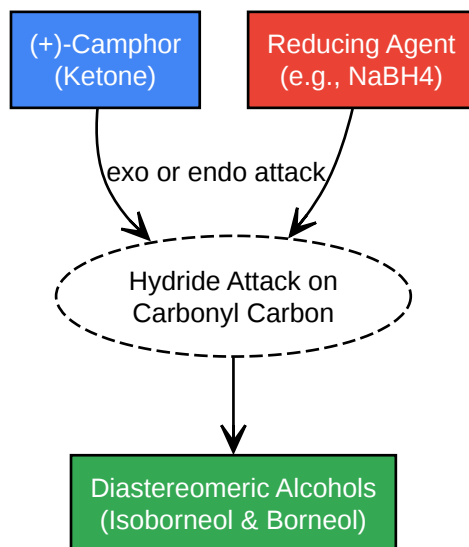 (+)-Camphor
(Ketone)
Reducing Agent
(e.g., NaBH4)
exo or endo attack
Hydride Attack on
Carbonyl Carbon
Diastereomeric Alcohols
(Isoborneol & Borneol)